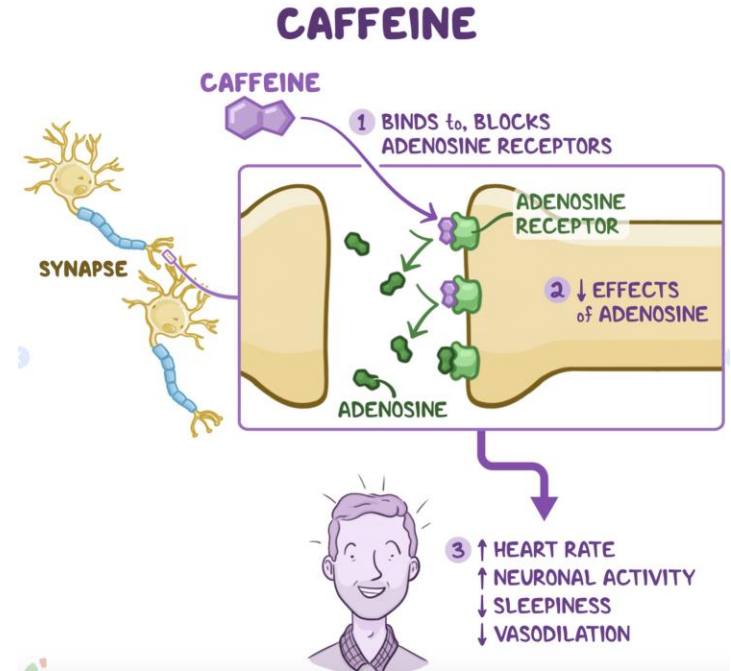 CAFFEINE
CAFFEINE
1 BINDS to, BLOCKS
ADENOSINE RECEPTORS
ADENOSINE
RECEPTOR
SYNAPSE
2 ↓ EFFECTS
of ADENOSINE
ADENOSINE
3 ↑ HEART RATE
↑ NEURONAL ACTIVITY
↓ SLEEPINESS
↓ VASODILATION